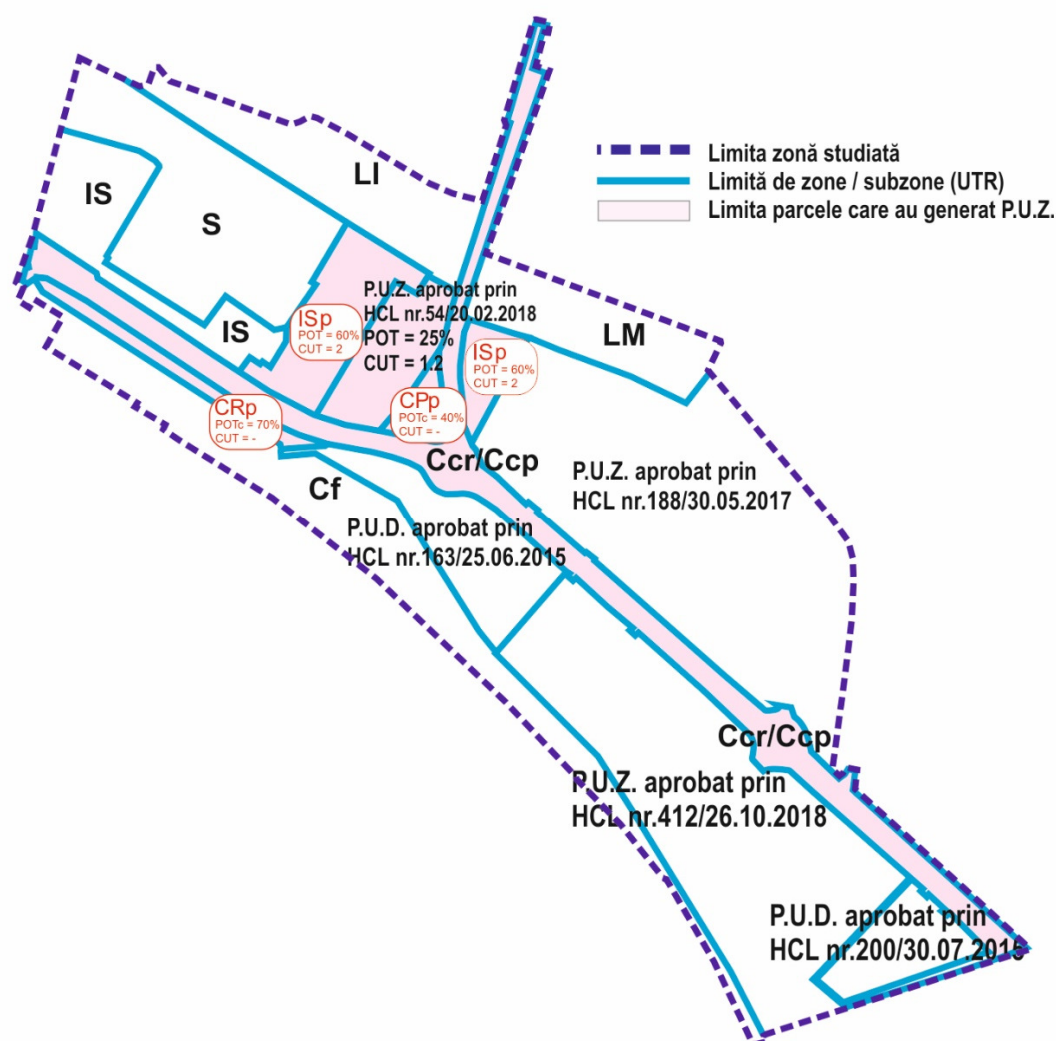 Limita zonă studiată
Limită de zone / subzone (UTR)
Limita parcele care au generat P.U.Z.
LI
IS
S
P.U.Z. aprobat prin
HCL nr.54/20.02.2018
POT = 25%
CUT = 1.2
ISp
POT = 60%
CUT = 2
IS
LM
ISp
POT = 60%
CUT = 2
CRp
POTc = 70%
CUT = -
CPp
POTc = 40%
CUT = -
Ccr/Ccp
Cf
P.U.Z. aprobat prin
HCL nr.188/30.05.2017
P.U.D. aprobat prin
HCL nr.163/25.06.2015
Ccr/Ccp
P.U.Z. aprobat prin
HCL nr.412/26.10.2018
P.U.D. aprobat prin
HCL nr.200/30.07.2015